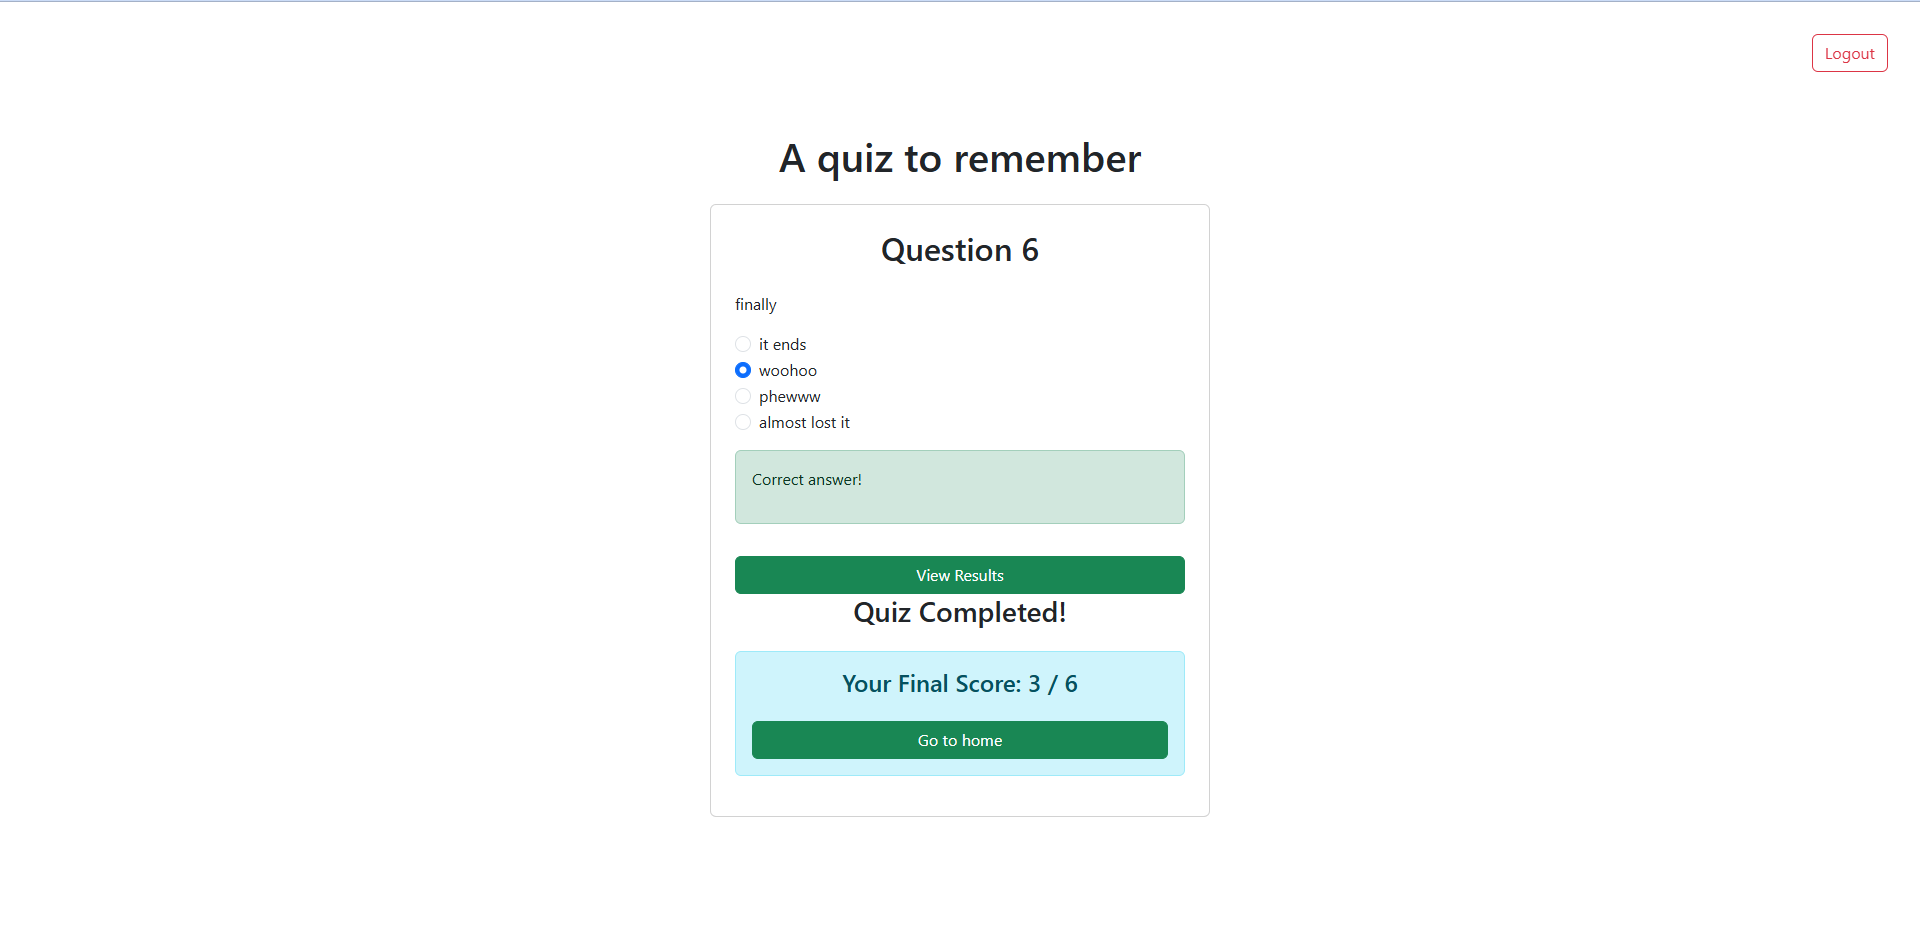 Logout
A quiz to remember
Question 6
finally
it ends
woohoo
phewww
almost lost it
Correct answer!
View Results
Quiz Completed!
Your Final Score: 3 / 6
Go to home